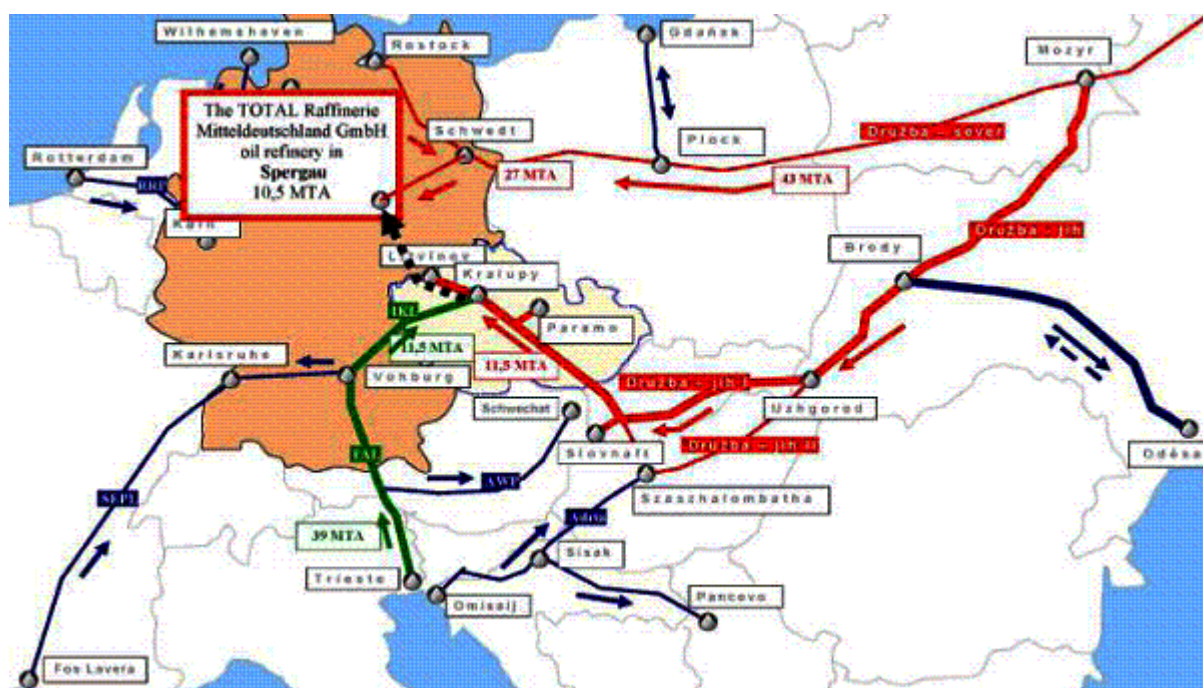 Wilhemshaven
Rostock
Gdańsk
Mozyr
The TOTAL Raffinerie
Mitteldeutschland GmbH
oil refinery in
Spergau
10,5 MTA
Schwedt
Plock
Družba - sever
Rotterdam
RRP
27 MTA
43 MTA
Družba - jih
Brody
Litvinov
Kralupy
IKL
Paramo
Karlsruhe
11,5 MTA
11,5 MTA
Vohburg
Družba - jih I
Schwechat
Uzhgorod
Slovnaft
Družba - jih II
Oděsa
TAL
AWP
Szaszhalombatha
SEPL
Adria
39 MTA
Sisak
Trieste
Omisalj
Pancovo
Fos Lavera